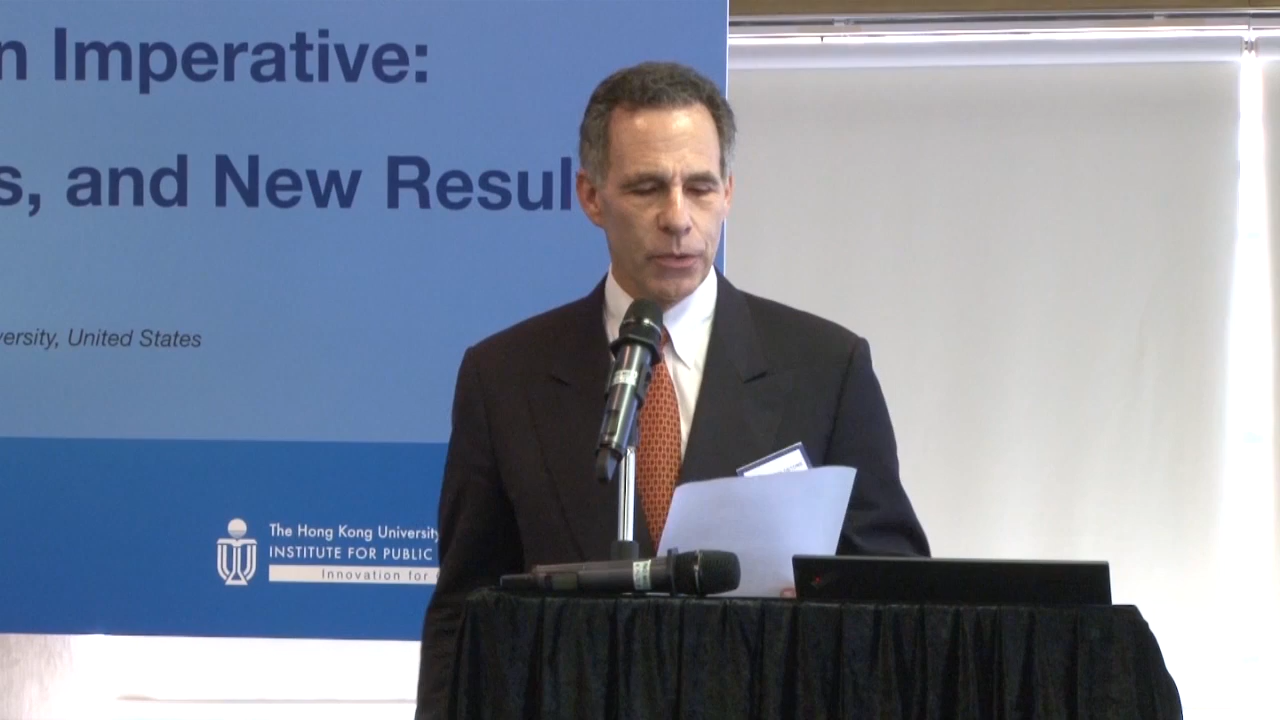 n Imperative:
s, and New Resul
versity, United States
The Hong Kong University
INSTITUTE FOR PUBLIC
Innovation for